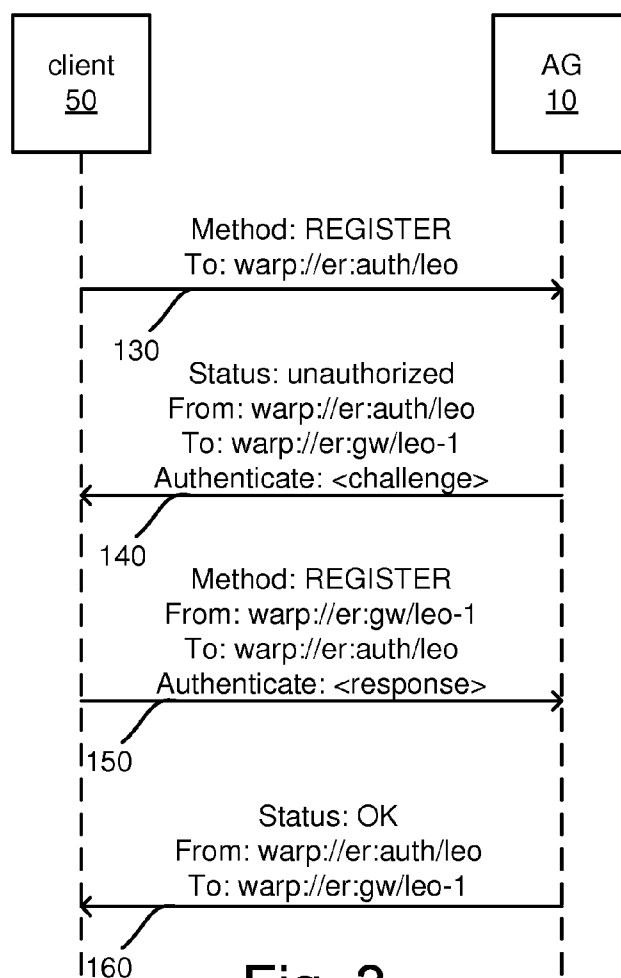 client
50
AG
10
Method: REGISTER
To: warp://er:auth/leo
130
Status: unauthorized
From: warp://er:auth/leo
To: warp://er:gw/leo-1
Authenticate: <challenge>
140
Method: REGISTER
From: warp://er:gw/leo-1
To: warp://er:auth/leo
Authenticate: <response>
150
Status: OK
From: warp://er:auth/leo
To: warp://er:gw/leo-1
160